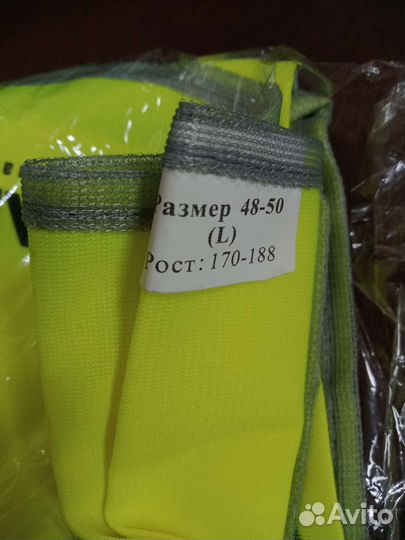 Размер 48-50
(L)
Рост: 170-188
Avito